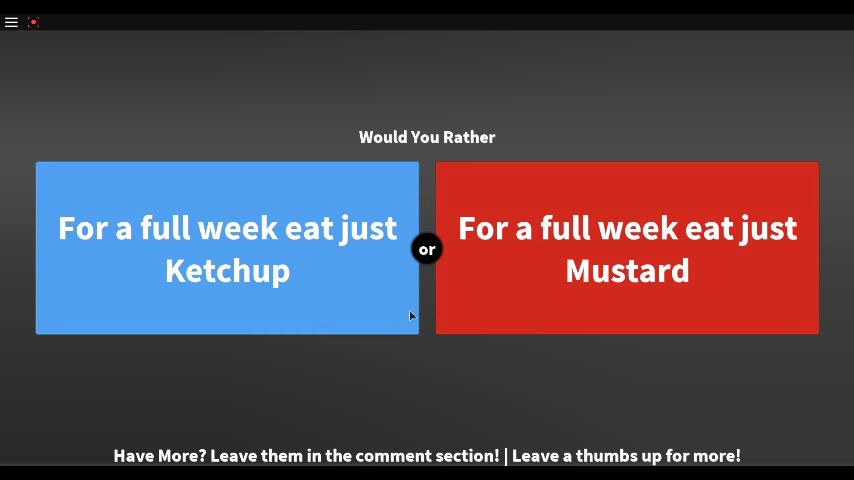 Would You Rather
For a full week eat just
Ketchup
or
For a full week eat just
Mustard
Have More? Leave them in the comment section! | Leave a thumbs up for more!